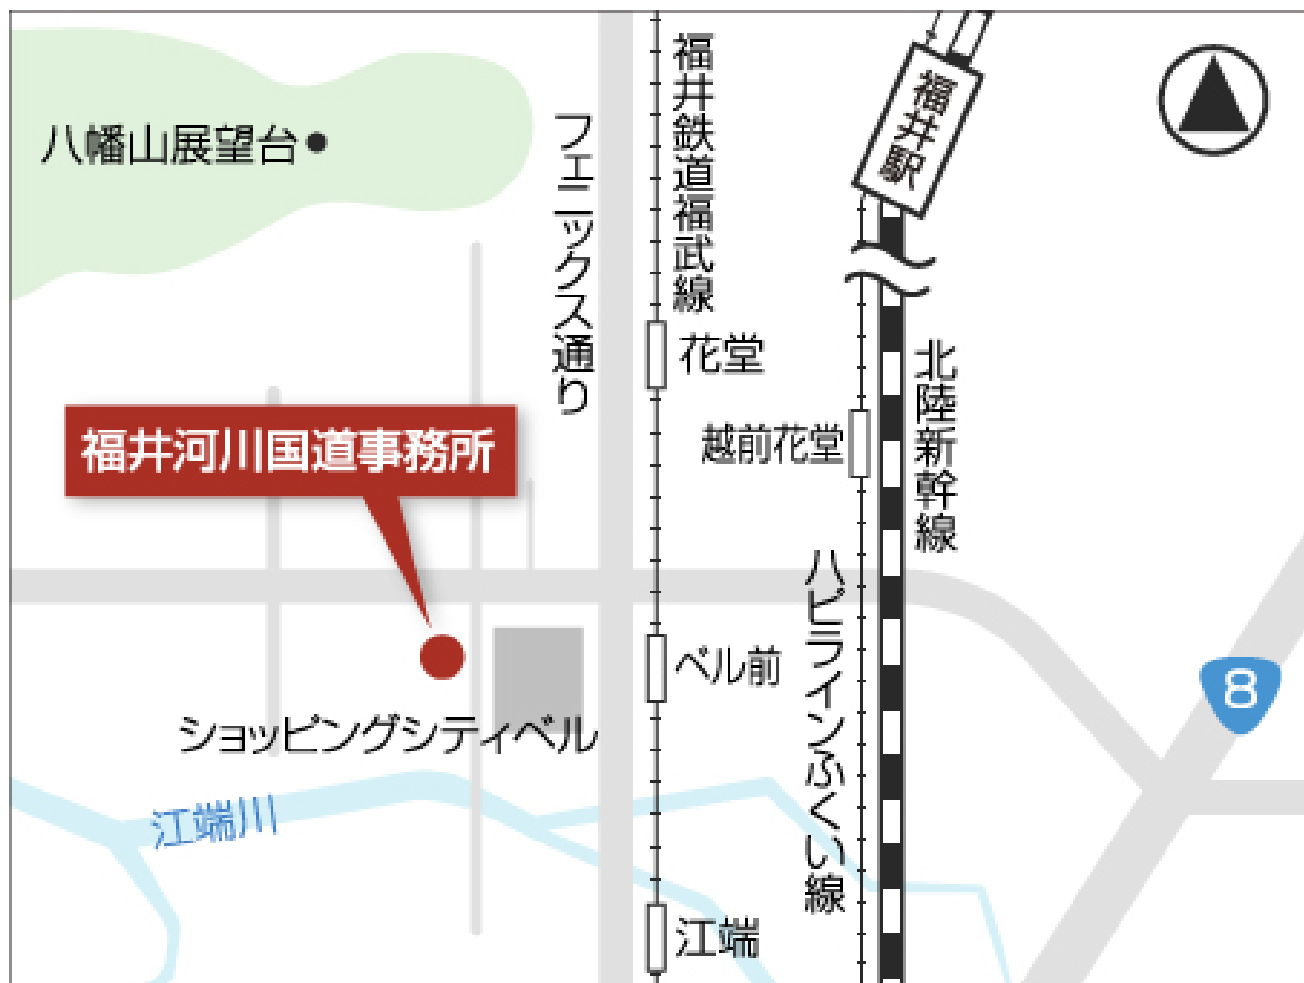 福井鉄道福武線
福井駅
八幡山展望台
フェニックス通り
花堂
北陸新幹線
越前花堂
福井河川国道事務所
ハピラインふくい線
ベル前
8
ショッピングシティベル
江端川
江端